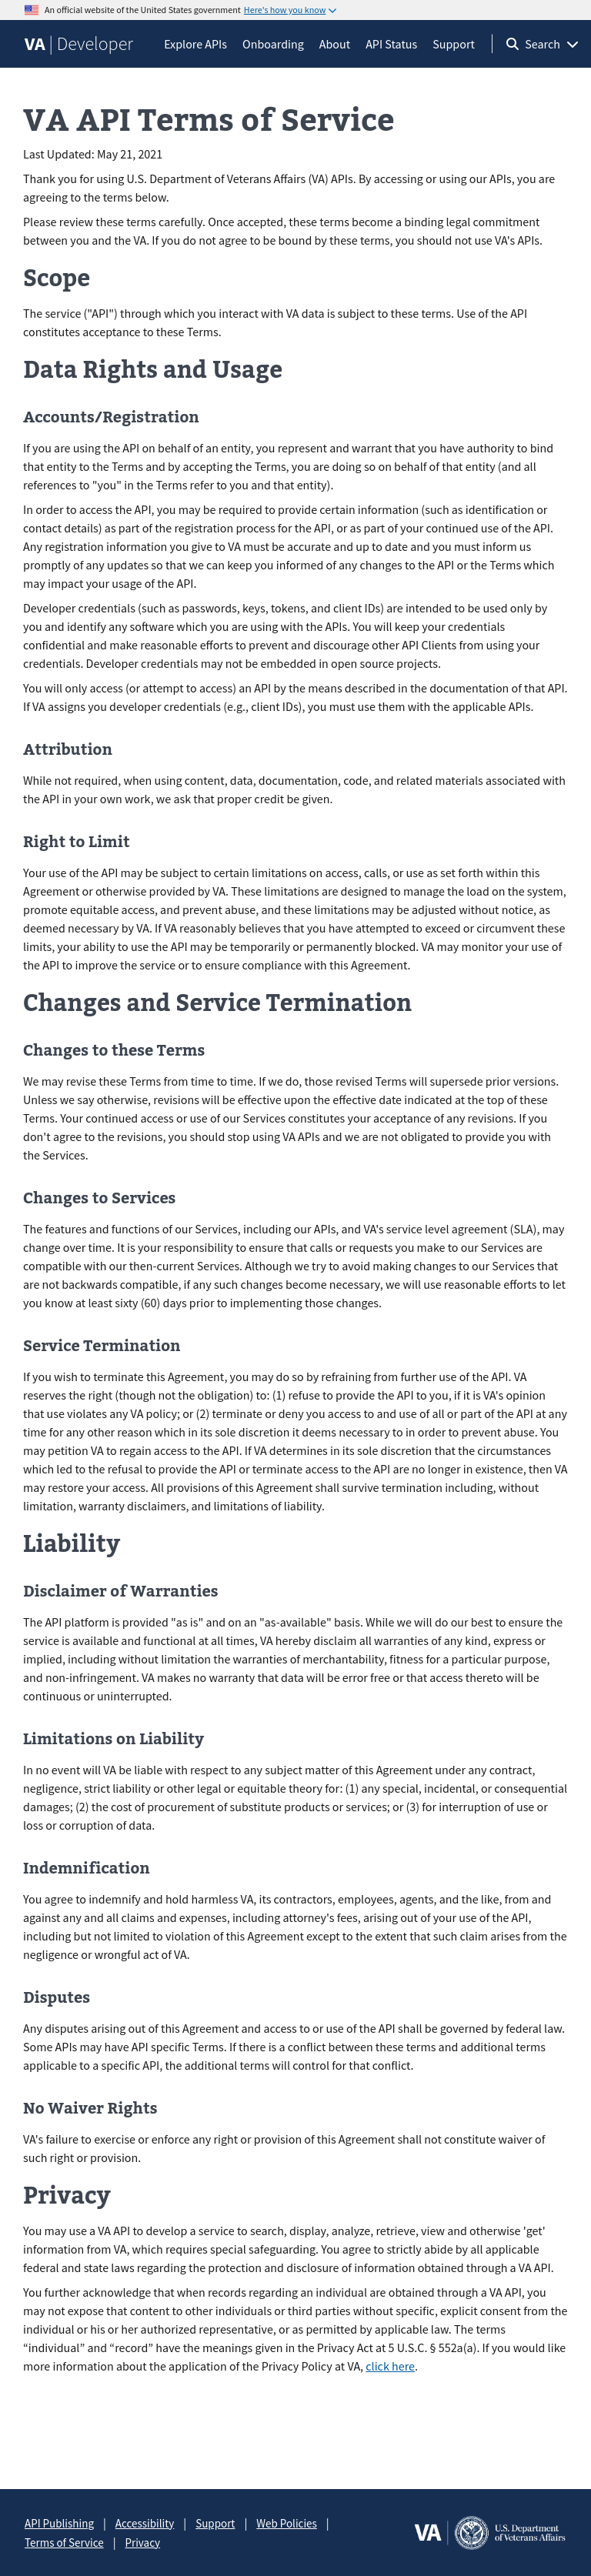 An official website of the United States government Here's how you know
VA | Developer Explore APIs Onboarding About API Status Support Search
VA API Terms of Service
Last Updated: May 21, 2021
Thank you for using U.S. Department of Veterans Affairs (VA) APIs. By accessing or using our APIs, you are
agreeing to the terms below.
Please review these terms carefully. Once accepted, these terms become a binding legal commitment
between you and the VA. If you do not agree to be bound by these terms, you should not use VA's APIs.
Scope
The service ("API") through which you interact with VA data is subject to these terms. Use of the API
constitutes acceptance to these Terms.
Data Rights and Usage
Accounts/Registration
If you are using the API on behalf of an entity, you represent and warrant that you have authority to bind
that entity to the Terms and by accepting the Terms, you are doing so on behalf of that entity (and all
references to "you" in the Terms refer to you and that entity).
In order to access the API, you may be required to provide certain information (such as identification or
contact details) as part of the registration process for the API, or as part of your continued use of the API.
Any registration information you give to VA must be accurate and up to date and you must inform us
promptly of any updates so that we can keep you informed of any changes to the API or the Terms which
may impact your usage of the API.
Developer credentials (such as passwords, keys, tokens, and client IDs) are intended to be used only by
you and identify any software which you are using with the APIs. You will keep your credentials
confidential and make reasonable efforts to prevent and discourage other API Clients from using your
credentials. Developer credentials may not be embedded in open source projects.
You will only access (or attempt to access) an API by the means described in the documentation of that API.
If VA assigns you developer credentials (e.g., client IDs), you must use them with the applicable APIs.
Attribution
While not required, when using content, data, documentation, code, and related materials associated with
the API in your own work, we ask that proper credit be given.
Right to Limit
Your use of the API may be subject to certain limitations on access, calls, or use as set forth within this
Agreement or otherwise provided by VA. These limitations are designed to manage the load on the system,
promote equitable access, and prevent abuse, and these limitations may be adjusted without notice, as
deemed necessary by VA. If VA reasonably believes that you have attempted to exceed or circumvent these
limits, your ability to use the API may be temporarily or permanently blocked. VA may monitor your use of
the API to improve the service or to ensure compliance with this Agreement.
Changes and Service Termination
Changes to these Terms
We may revise these Terms from time to time. If we do, those revised Terms will supersede prior versions.
Unless we say otherwise, revisions will be effective upon the effective date indicated at the top of these
Terms. Your continued access or use of our Services constitutes your acceptance of any revisions. If you
don't agree to the revisions, you should stop using VA APIs and we are not obligated to provide you with
the Services.
Changes to Services
The features and functions of our Services, including our APIs, and VA's service level agreement (SLA), may
change over time. It is your responsibility to ensure that calls or requests you make to our Services are
compatible with our then-current Services. Although we try to avoid making changes to our Services that
are not backwards compatible, if any such changes become necessary, we will use reasonable efforts to let
you know at least sixty (60) days prior to implementing those changes.
Service Termination
If you wish to terminate this Agreement, you may do so by refraining from further use of the API. VA
reserves the right (though not the obligation) to: (1) refuse to provide the API to you, if it is VA's opinion
that use violates any VA policy; or (2) terminate or deny you access to and use of all or part of the API at any
time for any other reason which in its sole discretion it deems necessary to in order to prevent abuse. You
may petition VA to regain access to the API. If VA determines in its sole discretion that the circumstances
which led to the refusal to provide the API or terminate access to the API are no longer in existence, then VA
may restore your access. All provisions of this Agreement shall survive termination including, without
limitation, warranty disclaimers, and limitations of liability.
Liability
Disclaimer of Warranties
The API platform is provided "as is" and on an "as-available" basis. While we will do our best to ensure the
service is available and functional at all times, VA hereby disclaim all warranties of any kind, express or
implied, including without limitation the warranties of merchantability, fitness for a particular purpose,
and non-infringement. VA makes no warranty that data will be error free or that access thereto will be
continuous or uninterrupted.
Limitations on Liability
In no event will VA be liable with respect to any subject matter of this Agreement under any contract,
negligence, strict liability or other legal or equitable theory for: (1) any special, incidental, or consequential
damages; (2) the cost of procurement of substitute products or services; or (3) for interruption of use or
loss or corruption of data.
Indemnification
You agree to indemnify and hold harmless VA, its contractors, employees, agents, and the like, from and
against any and all claims and expenses, including attorney's fees, arising out of your use of the API,
including but not limited to violation of this Agreement except to the extent that such claim arises from the
negligence or wrongful act of VA.
Disputes
Any disputes arising out of this Agreement and access to or use of the API shall be governed by federal law.
Some APIs may have API specific Terms. If there is a conflict between these terms and additional terms
applicable to a specific API, the additional terms will control for that conflict.
No Waiver Rights
VA's failure to exercise or enforce any right or provision of this Agreement shall not constitute waiver of
such right or provision.
Privacy
You may use a VA API to develop a service to search, display, analyze, retrieve, view and otherwise 'get'
information from VA, which requires special safeguarding. You agree to strictly abide by all applicable
federal and state laws regarding the protection and disclosure of information obtained through a VA API.
You further acknowledge that when records regarding an individual are obtained through a VA API, you
may not expose that content to other individuals or third parties without specific, explicit consent from the
individual or his or her authorized representative, or as permitted by applicable law. The terms
“individual” and “record” have the meanings given in the Privacy Act at 5 U.S.C. § 552a(a). If you would like
more information about the application of the Privacy Policy at VA, click here.
API Publishing | Accessibility | Support | Web Policies |
Terms of Service | Privacy
VA | U.S. Department
of Veterans Affairs